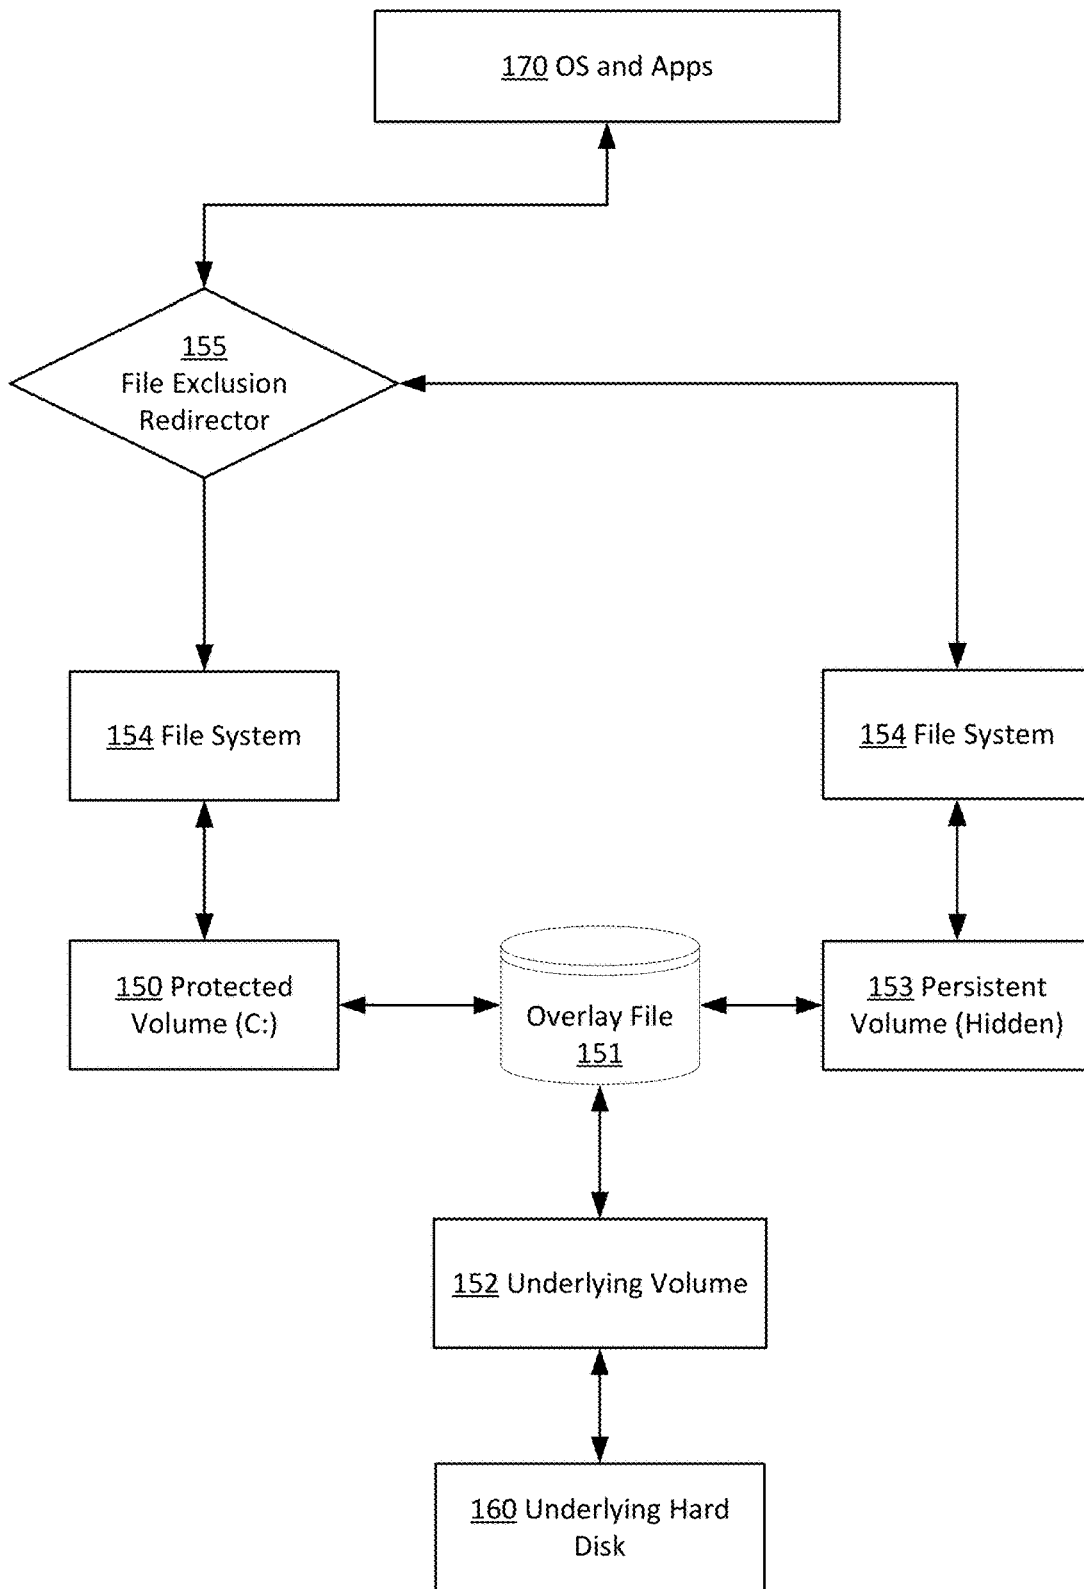 170 OS and Apps
155
File Exclusion
Redirector
154 File System
154 File System
150 Protected
Volume (C:)
Overlay File
151
153 Persistent
Volume (Hidden)
152 Underlying Volume
160 Underlying Hard
Disk